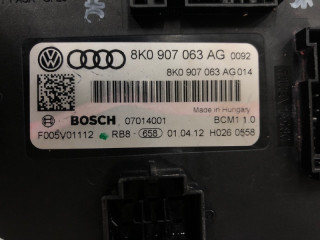 8K0 907 063 AG 0092
8K0 907 063 AG 014
Made in Hungary
BOSCH 07014001 BCM1 1.0
F005V01112 RB8- 658 01.04.12 H026 0558